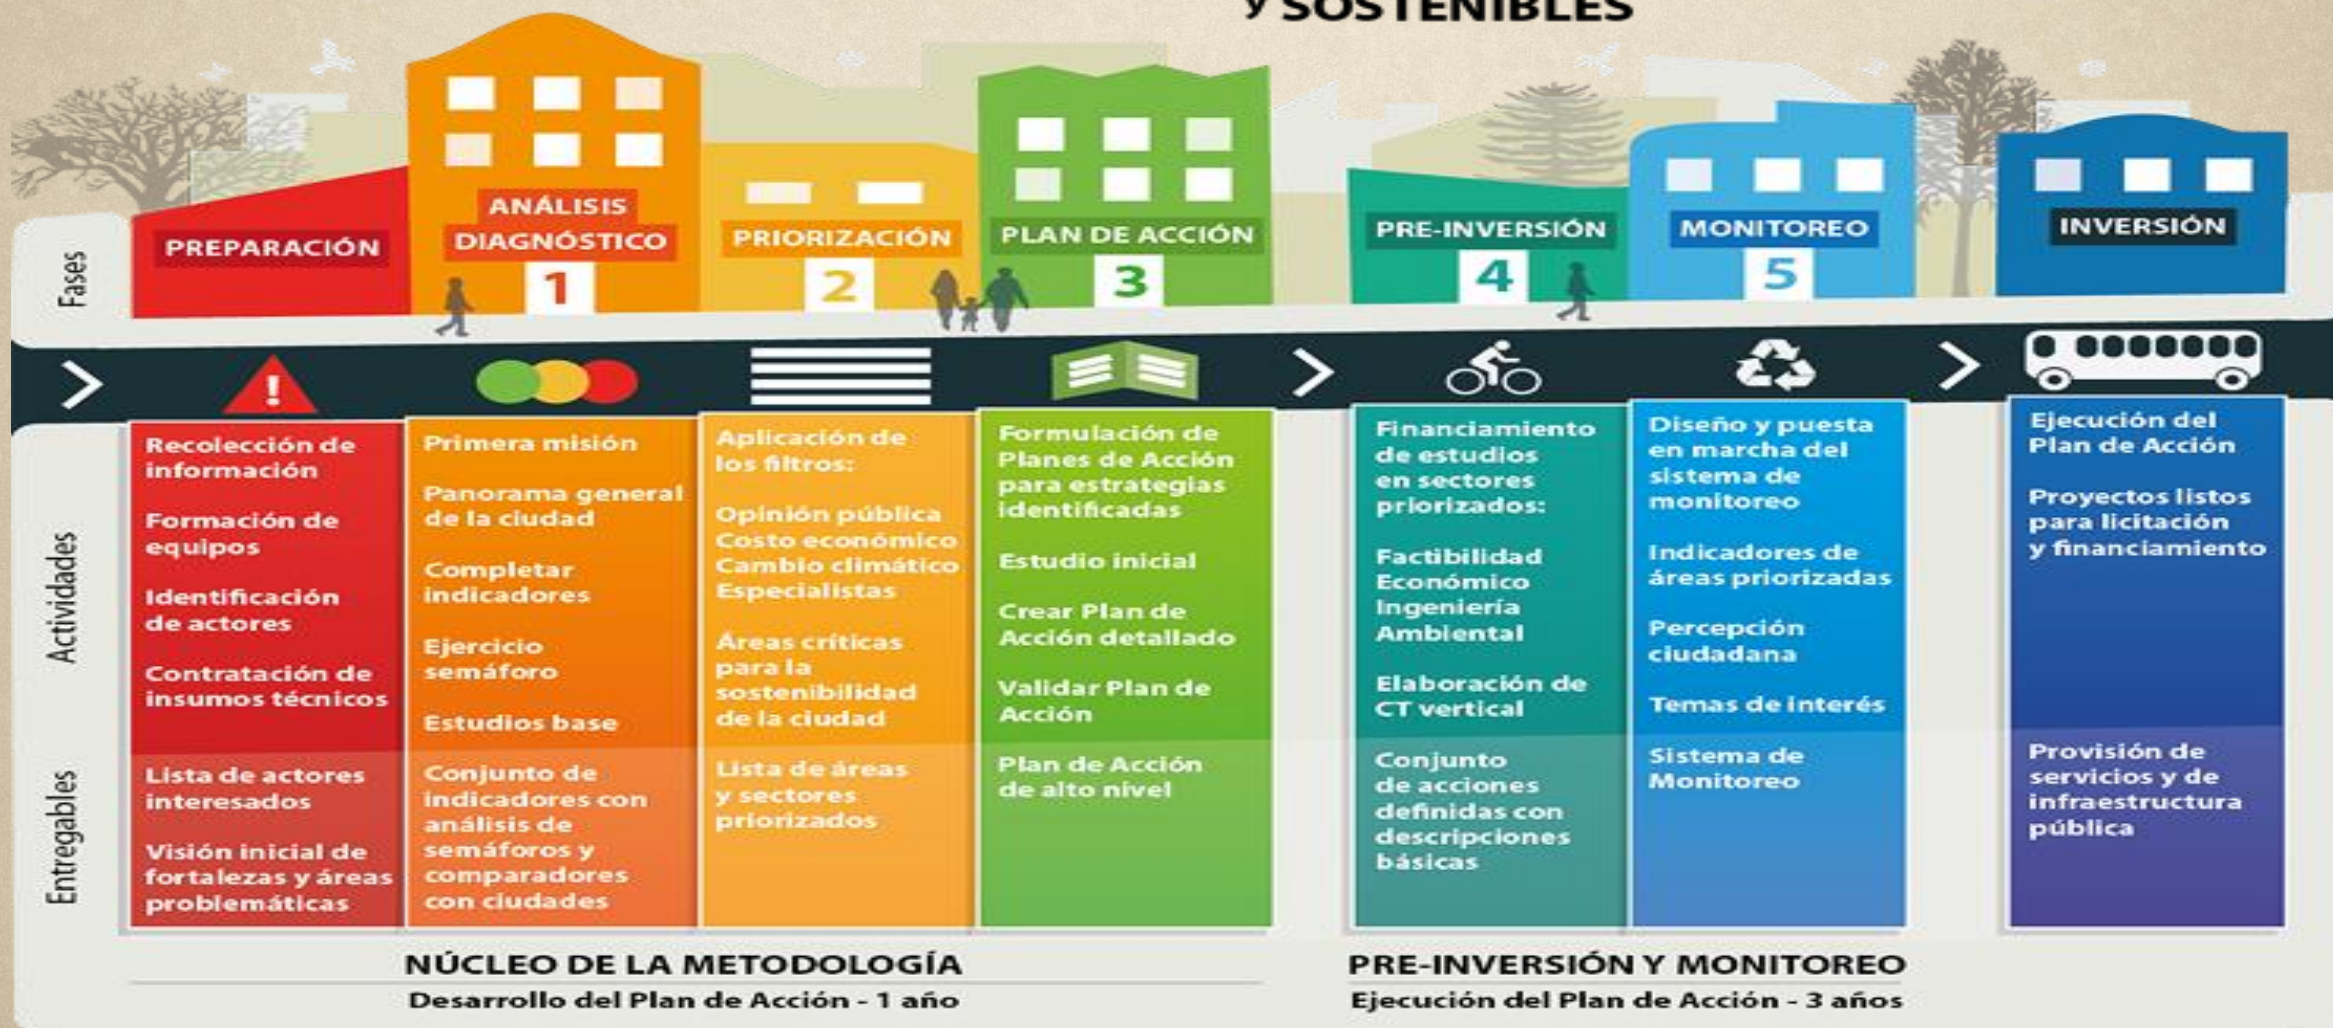 y SOSTENIBLES
Fases
PREPARACIÓN
ANÁLISIS
DIAGNÓSTICO
1
PRIORIZACIÓN
2
PLAN DE ACCIÓN
3
PRE-INVERSIÓN
4
MONITOREO
5
INVERSIÓN
!
Actividades
Recolección de
información
Formación de
equipos
Identificación
de actores
Contratación de
insumos técnicos
Primera misión
Panorama general
de la ciudad
Completar
indicadores
Ejercicio
semáforo
Estudios base
Aplicación de
los filtros:
Opinión pública
Costo económico
Cambio climático
Especialistas
Áreas críticas
para la
sostenibilidad
de la ciudad
Formulación de
Planes de Acción
para estrategias
identificadas
Estudio inicial
Crear Plan de
Acción detallado
Validar Plan de
Acción
Financiamiento
de estudios
en sectores
priorizados:
Factibilidad
Económico
Ingeniería
Ambiental
Elaboración de
CT vertical
Diseño y puesta
en marcha del
sistema de
monitoreo
Indicadores de
áreas priorizadas
Percepción
ciudadana
Temas de interés
Ejecución del
Plan de Acción
Proyectos listos
para licitación
y financiamiento
Entregables
Lista de actores
interesados
Visión inicial de
fortalezas y áreas
problemáticas
Conjunto de
indicadores con
análisis de
semáforos y
comparadores
con ciudades
Lista de áreas
y sectores
priorizados
Plan de Acción
de alto nivel
Conjunto
de acciones
definidas con
descripciones
básicas
Sistema de
Monitoreo
Provisión de
servicios y de
infraestructura
pública
NÚCLEO DE LA METODOLOGÍA
Desarrollo del Plan de Acción - 1 año
PRE-INVERSIÓN Y MONITOREO
Ejecución del Plan de Acción - 3 años